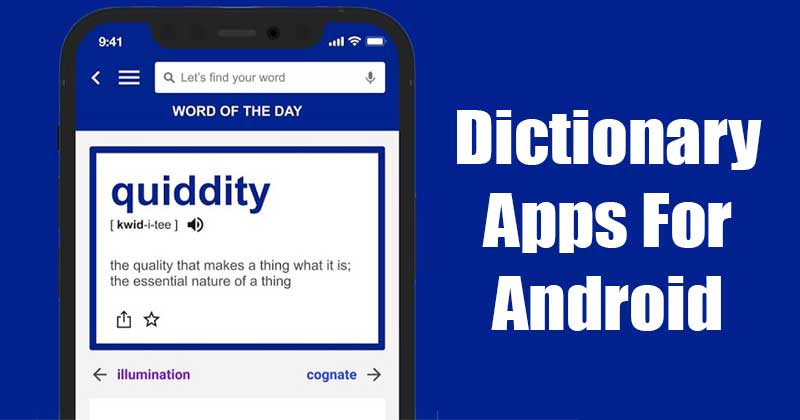 9:41
Let's find your word
WORD OF THE DAY
quiddity
[ kwid-i-tee ]
the quality that makes a thing what it is;
the essential nature of a thing
illumination
cognate
Dictionary
Apps For
Android